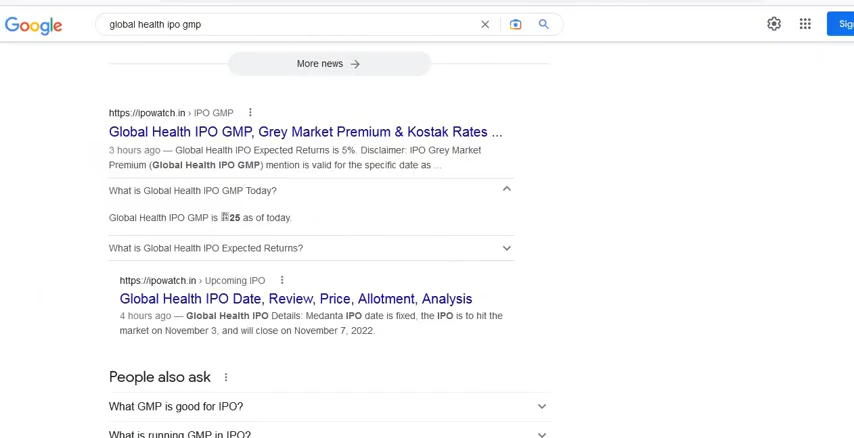 Google
global health ipo gmp
More news →
https://ipowatch.in › IPO GMP
Global Health IPO GMP, Grey Market Premium & Kostak Rates ...
3 hours ago — Global Health IPO Expected Returns is 5%. Disclaimer: IPO Grey Market
Premium (Global Health IPO GMP) mention is valid for the specific date as ...
What is Global Health IPO GMP Today?
Global Health IPO GMP is 25 as of today.
What is Global Health IPO Expected Returns?
https://ipowatch.in › Upcoming IPO
Global Health IPO Date, Review, Price, Allotment, Analysis
4 hours ago — Global Health IPO Details: Medanta IPO date is fixed, the IPO is to hit the
market on November 3, and will close on November 7, 2022.
People also ask
What GMP is good for IPO?
What is running GMP in IPO?